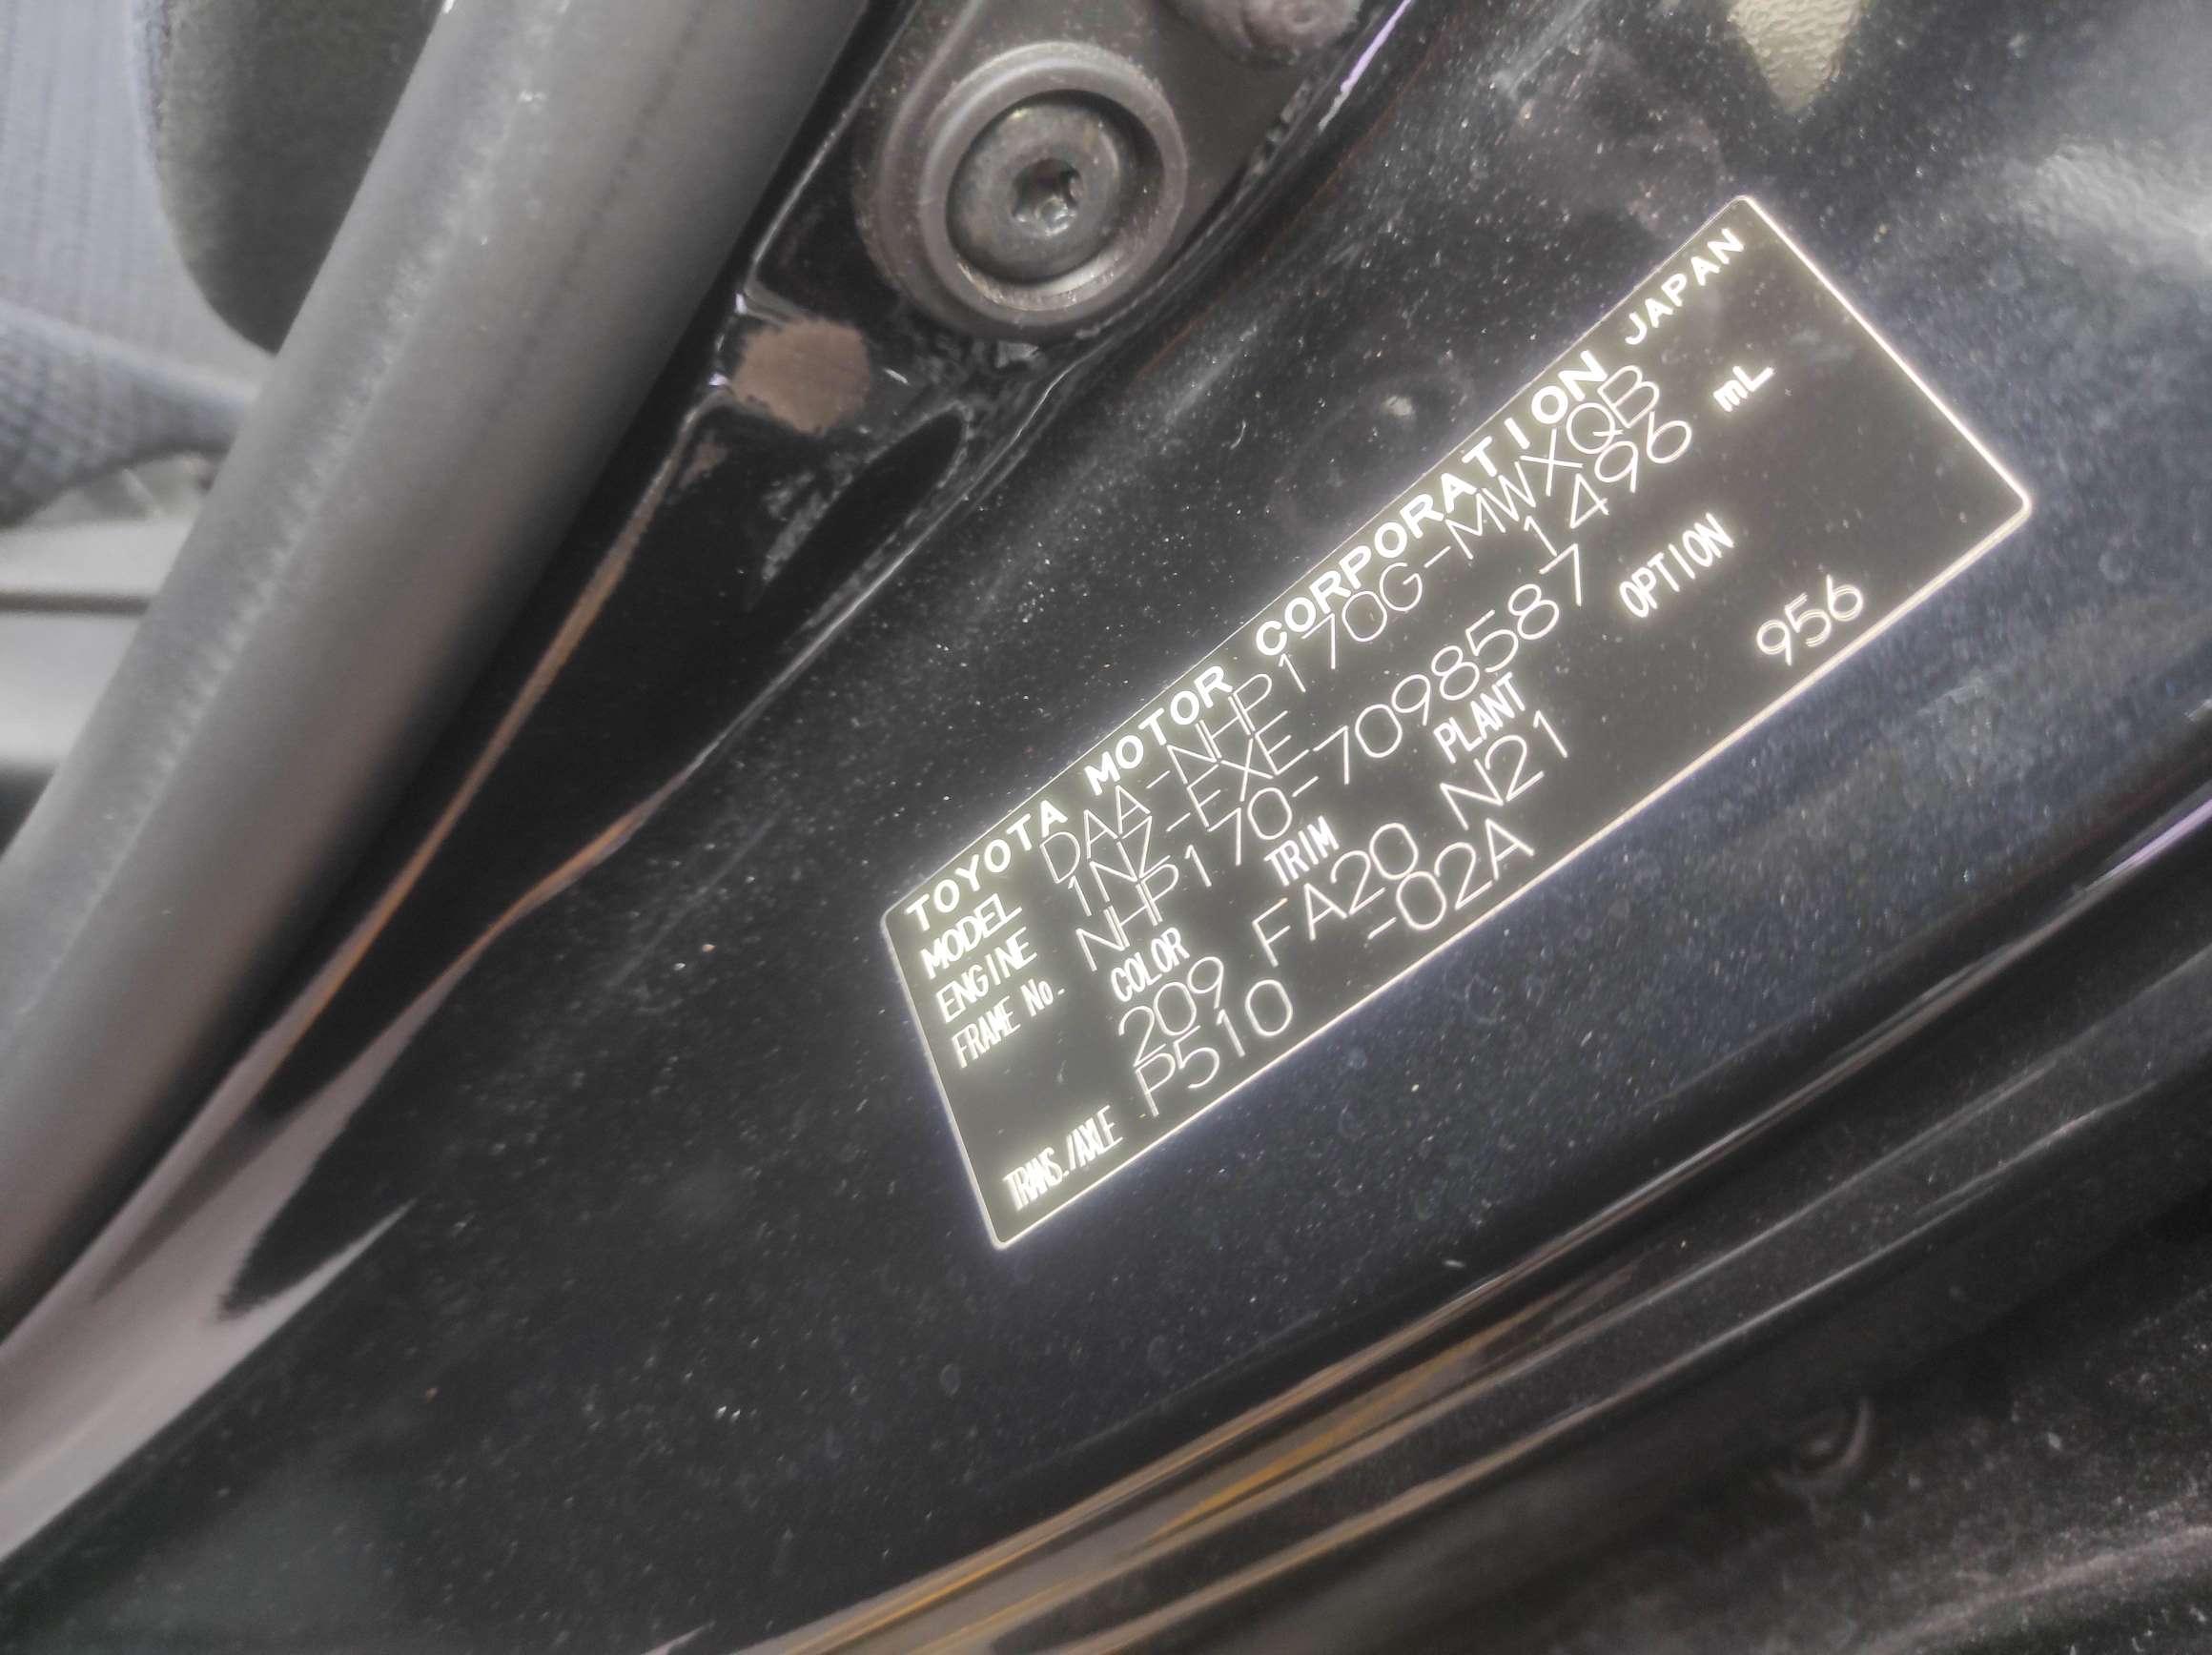 TOYOTA MOTOR CORPORATION JAPAN
MODEL DAA-NHP170G-MWXQB
ENGINE 1NZ-EXE 1496 mL
FRAME No. NHP170-7098587
COLOR TRIM PLANT OPTION
209 FA20 N21 956
TRANS./AXLE P510 -02A